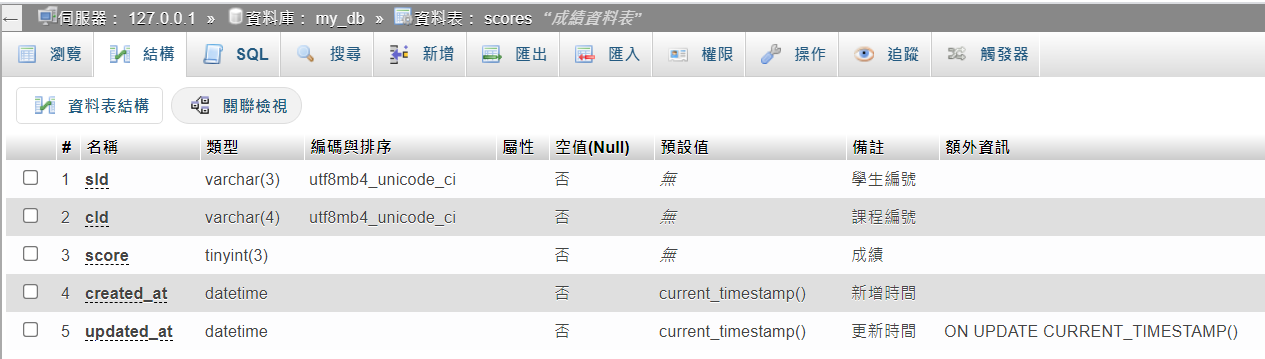 ← 伺服器： 127.0.0.1 » 資料庫： my_db » 資料表： scores “成績資料表”
瀏覽 結構 SQL 搜尋 新增 匯出 匯入 權限 操作 追蹤 觸發器
資料表結構 關聯檢視
# 名稱 類型 編碼與排序 屬性 空值(Null) 預設值 備註 額外資訊
1 sId varchar(3) utf8mb4_unicode_ci 否 無 學生編號
2 cId varchar(4) utf8mb4_unicode_ci 否 無 課程編號
3 score tinyint(3) 否 無 成績
4 created_at datetime 否 current_timestamp() 新增時間
5 updated_at datetime 否 current_timestamp() 更新時間 ON UPDATE CURRENT_TIMESTAMP()